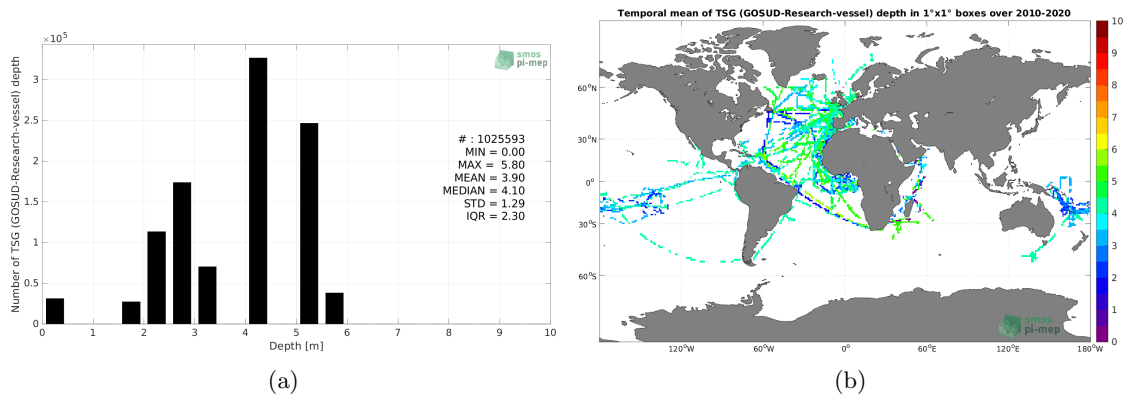 ×10⁵
smos
pi-mep
Number of TSG (GOSUD-Research-vessel) depth
3
2.5
2
1.5
1
0.5
0
# : 1025593
MIN = 0.00
MAX = 5.80
MEAN = 3.90
MEDIAN = 4.10
STD = 1.29
IQR = 2.30
0 1 2 3 4 5 6 7 8 9 10
Depth [m]
(a)
Temporal mean of TSG (GOSUD-Research-vessel) depth in 1°x1° boxes over 2010-2020
60°N
30°N
0°
30°S
60°S
120°W 60°W 0° 60°E 120°E 180°W
smos
pi-mep
10
9
8
7
6
5
4
3
2
1
0
(b)